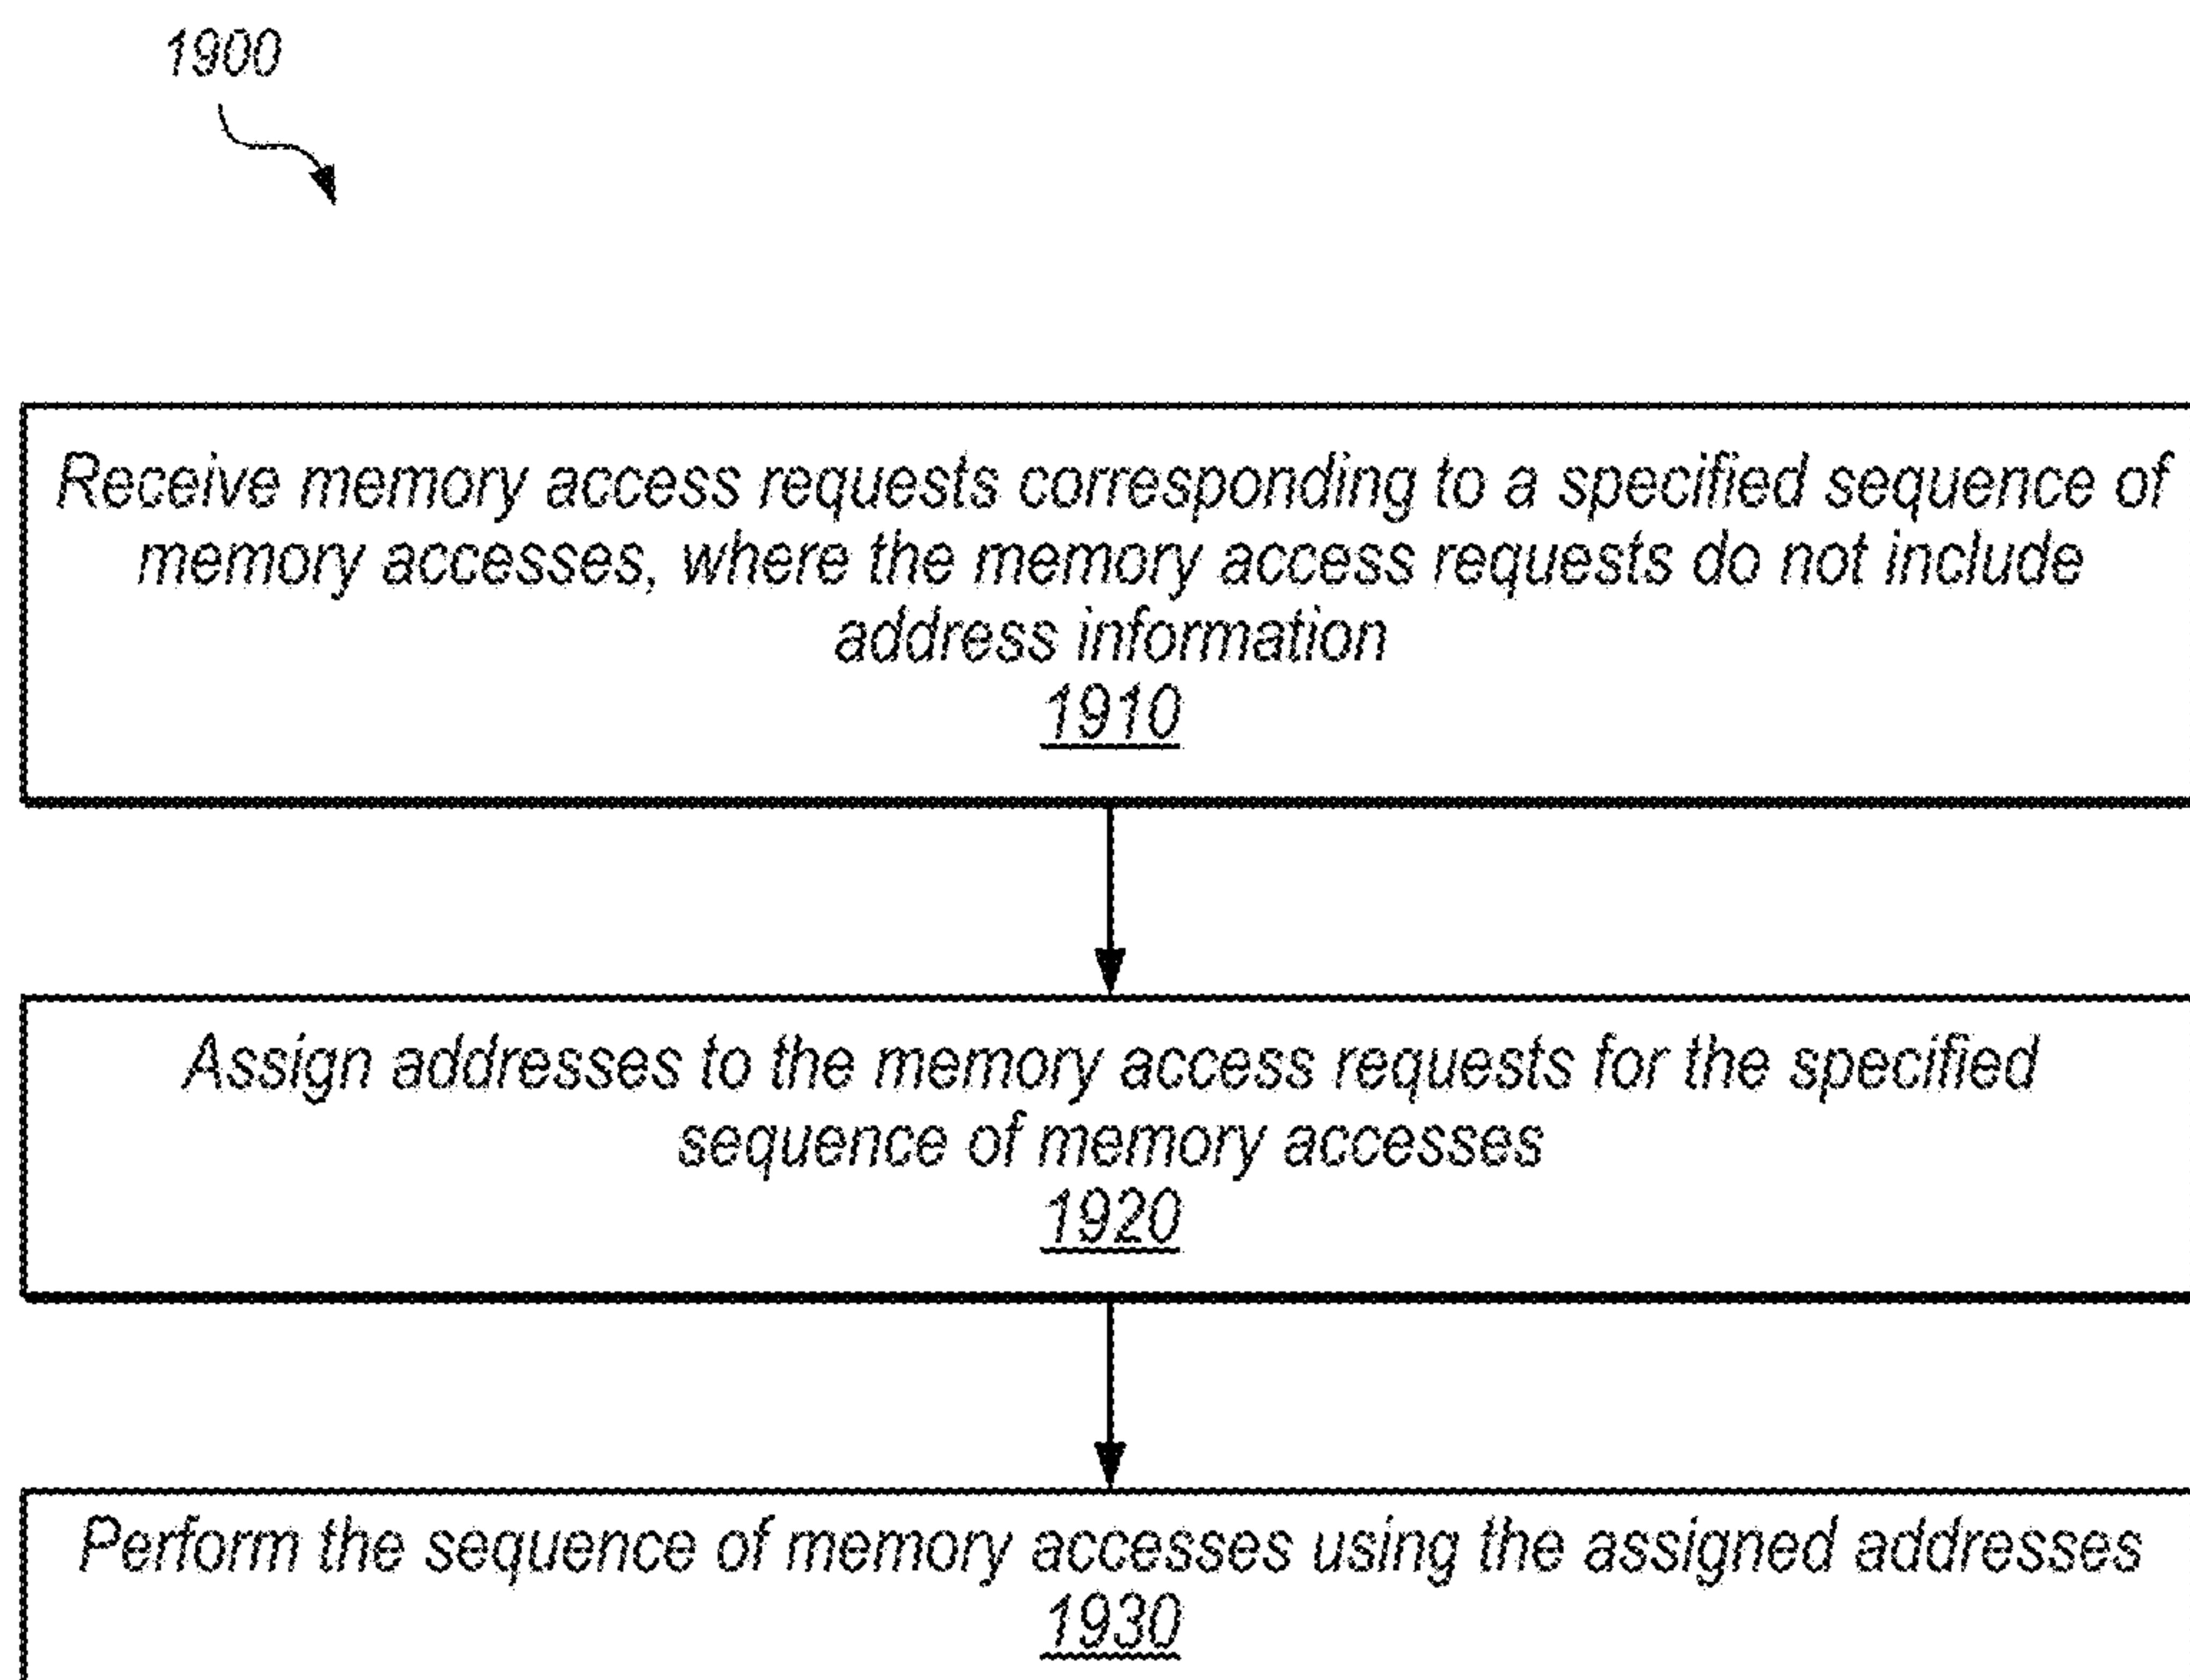 1900
Receive memory access requests corresponding to a specified sequence of
memory accesses, where the memory access requests do not include
address information
1910
Assign addresses to the memory access requests for the specified
sequence of memory accesses
1920
Perform the sequence of memory accesses using the assigned addresses
1930